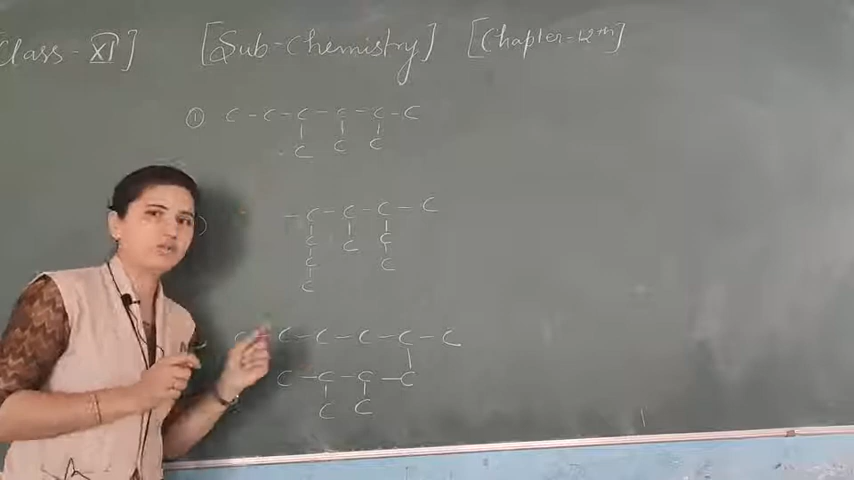 Class - XI] [Sub - Chemistry] [Chapter - 12th]
① C - C - C - C - C - C
C C C
- C - C - C - C
C C C
C C
C
C - C - C - C - C
C - C - C - C
C C